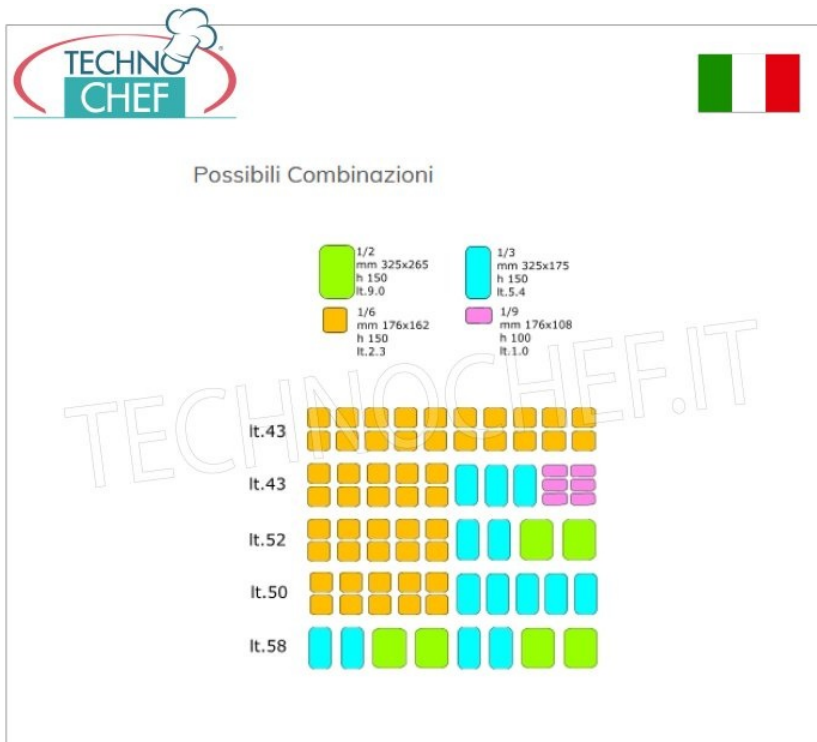 TECHNO
CHEF
®
Possibili Combinazioni
1/2
mm 325x265
h 150
lt.9.0
1/3
mm 325x175
h 150
lt.5.4
1/6
mm 176x162
h 150
lt.2.3
1/9
mm 176x108
h 100
lt.1.0
TECHNOCHEF.IT
lt.43
lt.43
lt.52
lt.50
lt.58